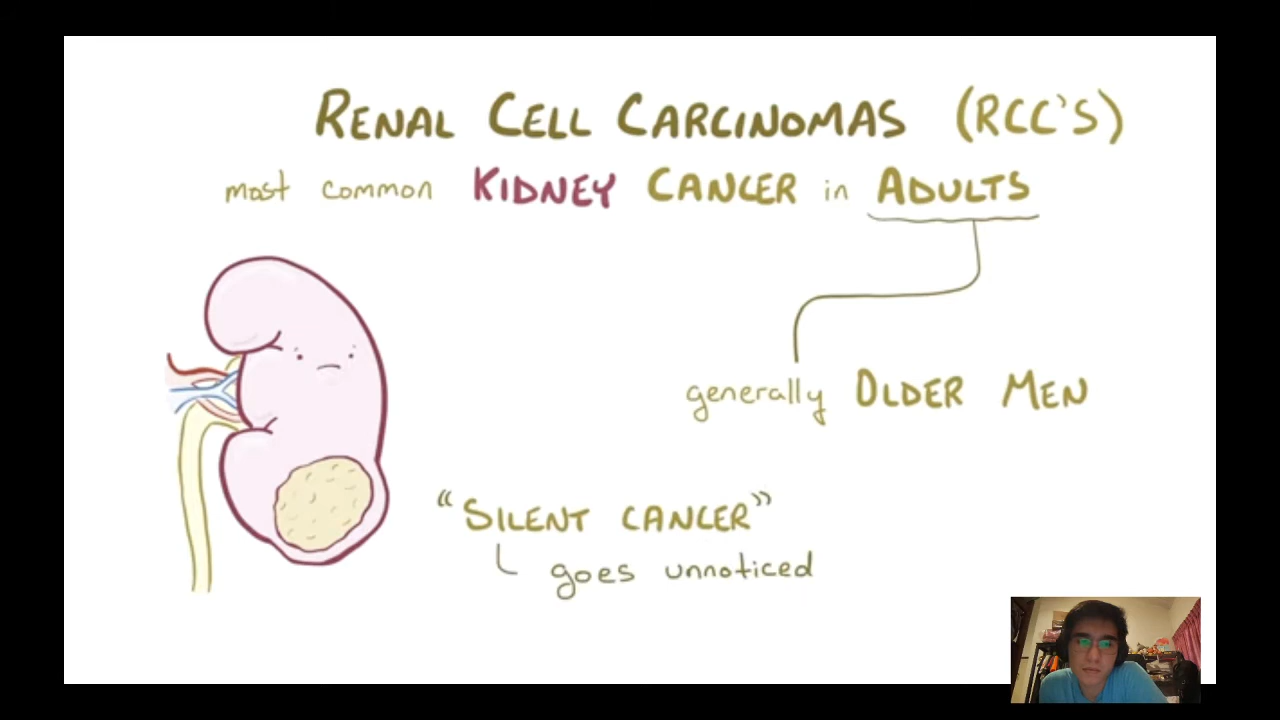 RENAL CELL CARCINOMAS (RCC'S)
most common KIDNEY CANCER in ADULTS
generally OLDER MEN
"SILENT CANCER"
goes unnoticed